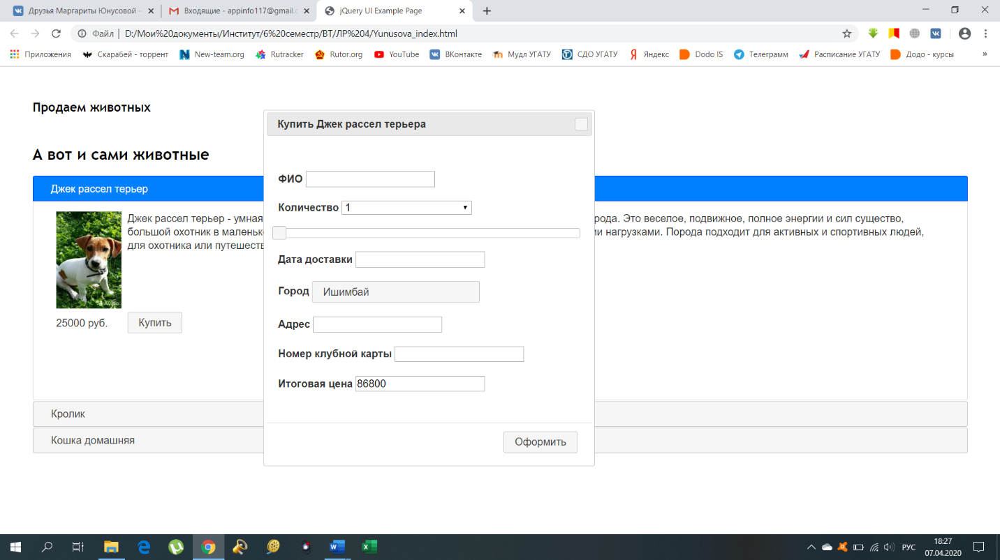 Друзья Маргариты Юнусовой
Входящие - appinfo117@gmail.c
jQuery UI Example Page
Файл | D:/Мои%20документы/Институт/6%20семестр/ВТ/ЛР%204/Yunusova_index.html
Приложения Скарабей - торрент New-team.org Rutracker Rutor.org YouTube ВКонтакте Мудл УГАТУ СДО УГАТУ Яндекс Dodo IS Телеграмм Расписание УГАТУ Додо - курсы »
Продаем животных
А вот и сами животные
Джек рассел терьер
Джек рассел терьер - умная
большой охотник в маленьк
для охотника или путешеств
рода. Это веселое, подвижное, полное энергии и сил существо,
ии нагрузками. Порода подходит для активных и спортивных людей,
25000 руб. Купить
Кролик
Кошка домашняя
Купить Джек рассел терьера
ФИО
Количество 1
Дата доставки
Город Ишимбай
Адрес
Номер клубной карты
Итоговая цена 86800
Оформить
РУС
18:27
07.04.2020